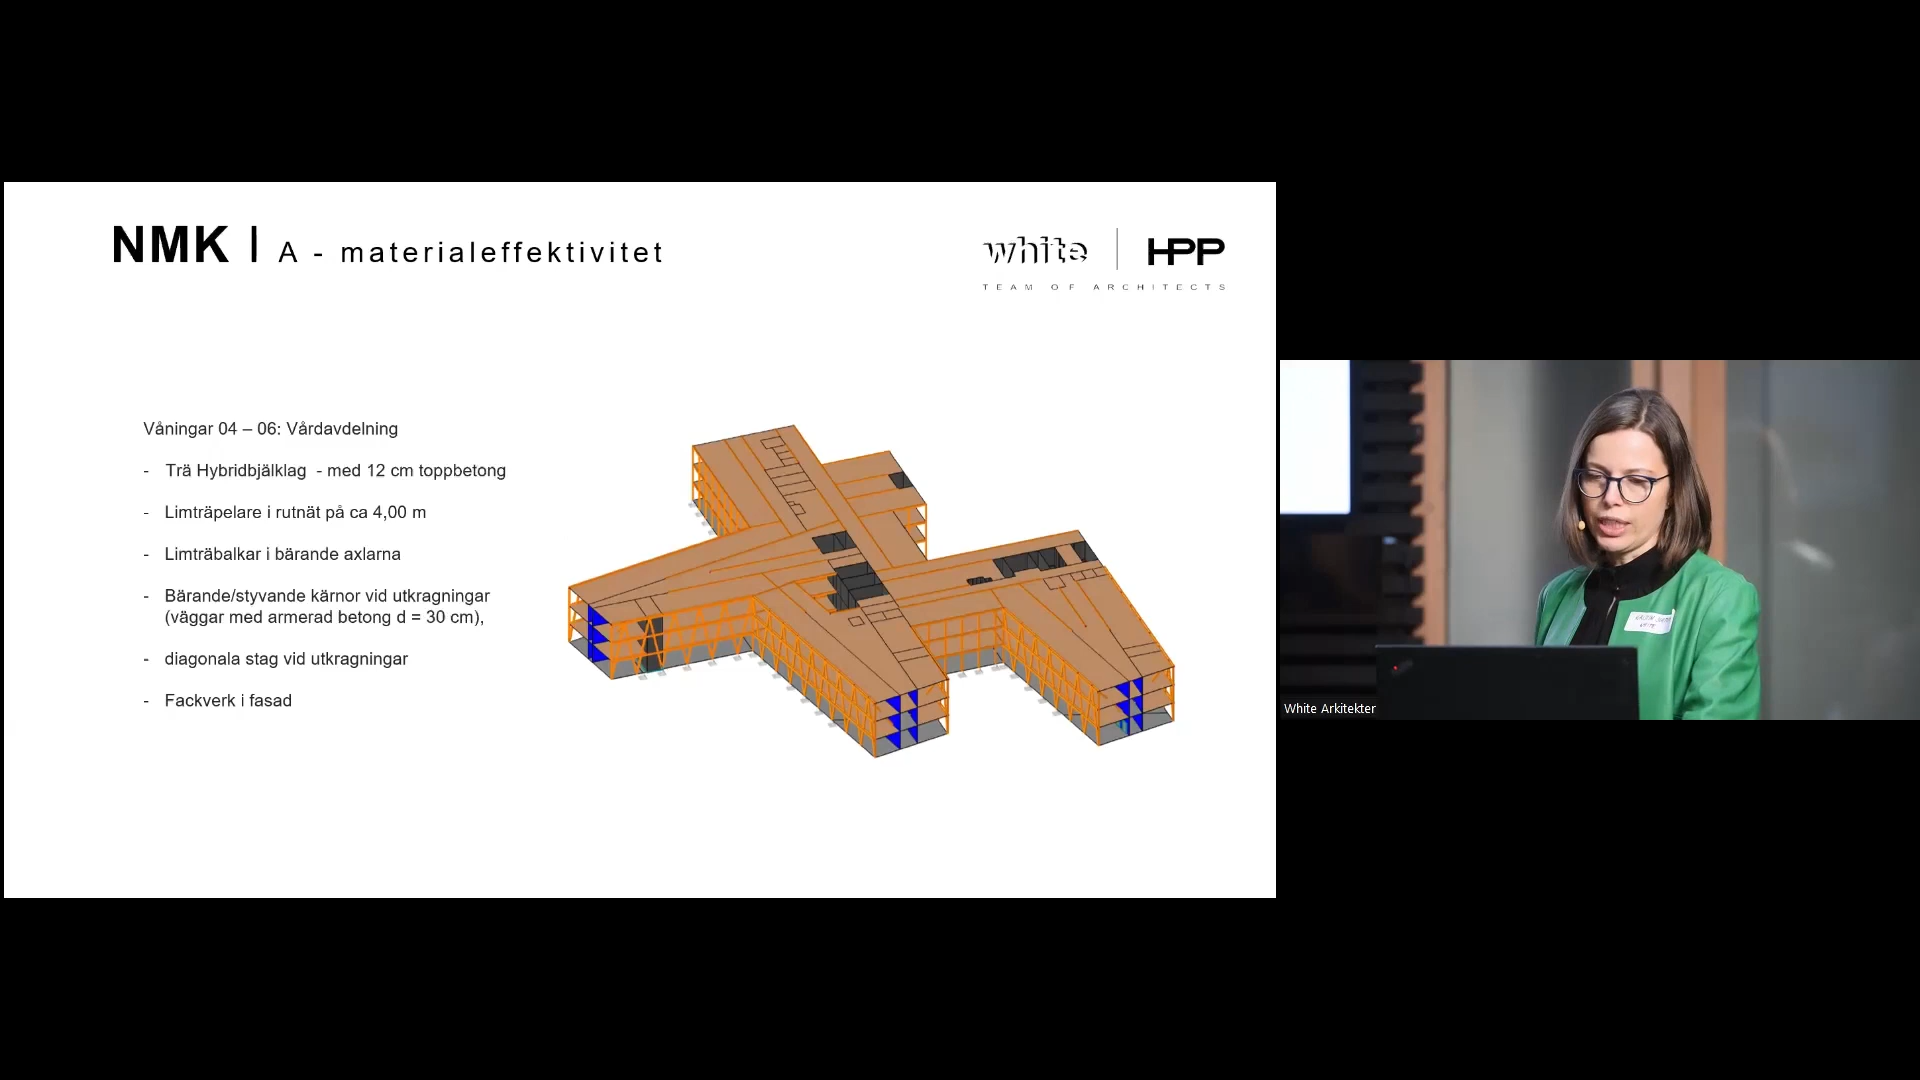 NMK | A - materialeffektivitet
white | HPP
TEAM OF ARCHITECTS
Våningar 04 – 06: Vårdavdelning
- Trä Hybridbjälklag - med 12 cm toppbetong
- Limträpelare i rutnät på ca 4,00 m
- Limträbalkar i bärande axlarna
- Bärande/styvande kärnor vid utkragningar
(väggar med armerad betong d = 30 cm),
- diagonala stag vid utkragningar
- Fackverk i fasad
White Arkitekter